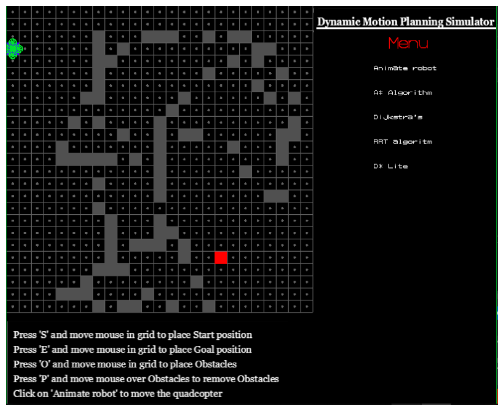 Dynamic Motion Planning Simulator
Menu
Animate robot
A* Algorithm
Dijkstra's
RRT algoritm
D* Lite
Press 'S' and move mouse in grid to place Start position
Press 'E' and move mouse in grid to place Goal position
Press 'O' and move mouse in grid to place Obstacles
Press 'P' and move mouse over Obstacles to remove Obstacles
Click on 'Animate robot' to move the quadcopter